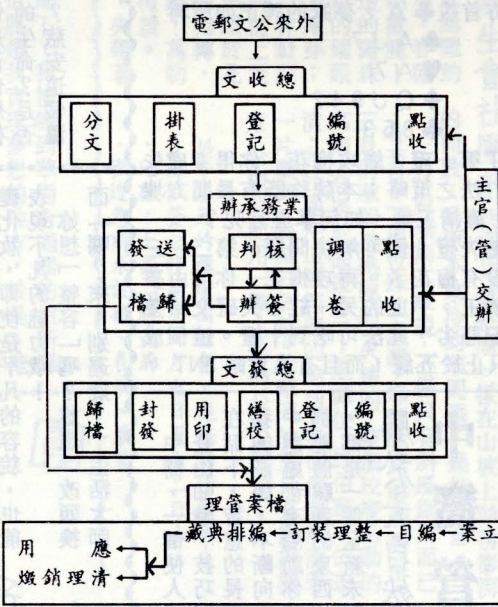 外來公文郵電
總收文
點收
編號
登記
掛表
分文
主官(管)交辦
業務承辦
點收
調卷
核判
簽辦
送發
歸檔
總發文
點收
編號
登記
繕校
用印
封發
歸檔
檔案管理
立案←編目←整理裝訂←編排典藏
應用
清理銷燬